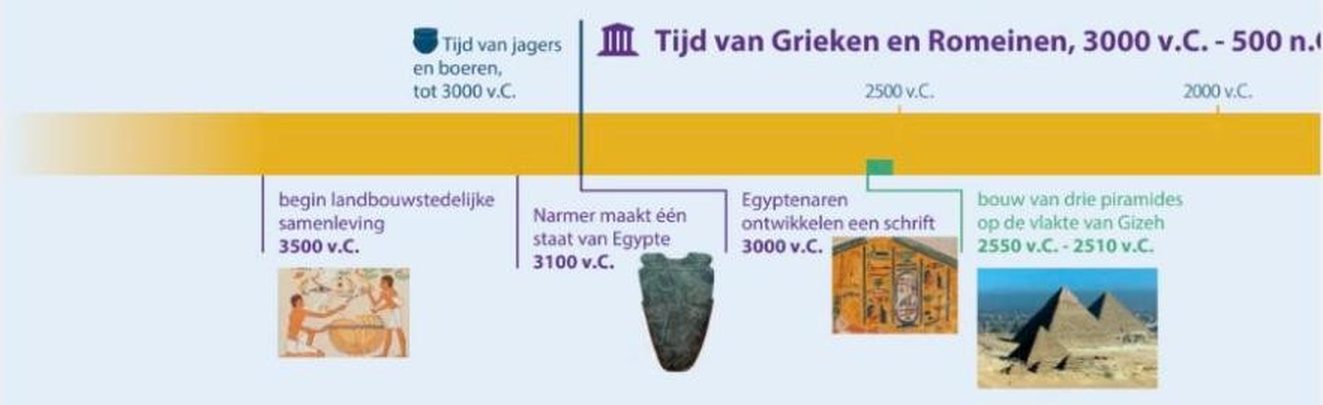 Tijd van jagers
en boeren,
tot 3000 v.C.
Tijd van Grieken en Romeinen, 3000 v.C. - 500 n.
2500 v.C.
2000 v.C.
begin landbouwstedelijke
samenleving
3500 v.C.
Narmer maakt één
staat van Egypte
3100 v.C.
Egyptenaren
ontwikkelen een schrift
3000 v.C.
bouw van drie piramides
op de vlakte van Gizeh
2550 v.C. - 2510 v.C.